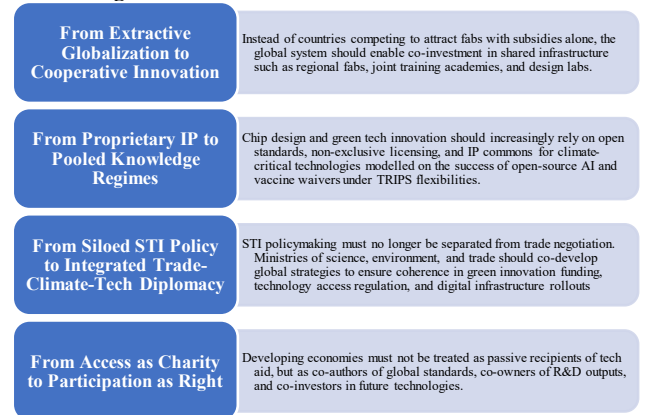 From Extractive
Globalization to
Cooperative Innovation
Instead of countries competing to attract fabs with subsidies alone, the
global system should enable co-investment in shared infrastructure
such as regional fabs, joint training academies, and design labs.
From Proprietary IP to
Pooled Knowledge
Regimes
Chip design and green tech innovation should increasingly rely on open
standards, non-exclusive licensing, and IP commons for climate-
critical technologies modelled on the success of open-source AI and
vaccine waivers under TRIPS flexibilities.
From Siloed STI Policy
to Integrated Trade-
Climate-Tech Diplomacy
STI policymaking must no longer be separated from trade negotiation.
Ministries of science, environment, and trade should co-develop
global strategies to ensure coherence in green innovation funding,
technology access regulation, and digital infrastructure rollouts
From Access as Charity
to Participation as Right
Developing economies must not be treated as passive recipients of tech
aid, but as co-authors of global standards, co-owners of R&D outputs,
and co-investors in future technologies.